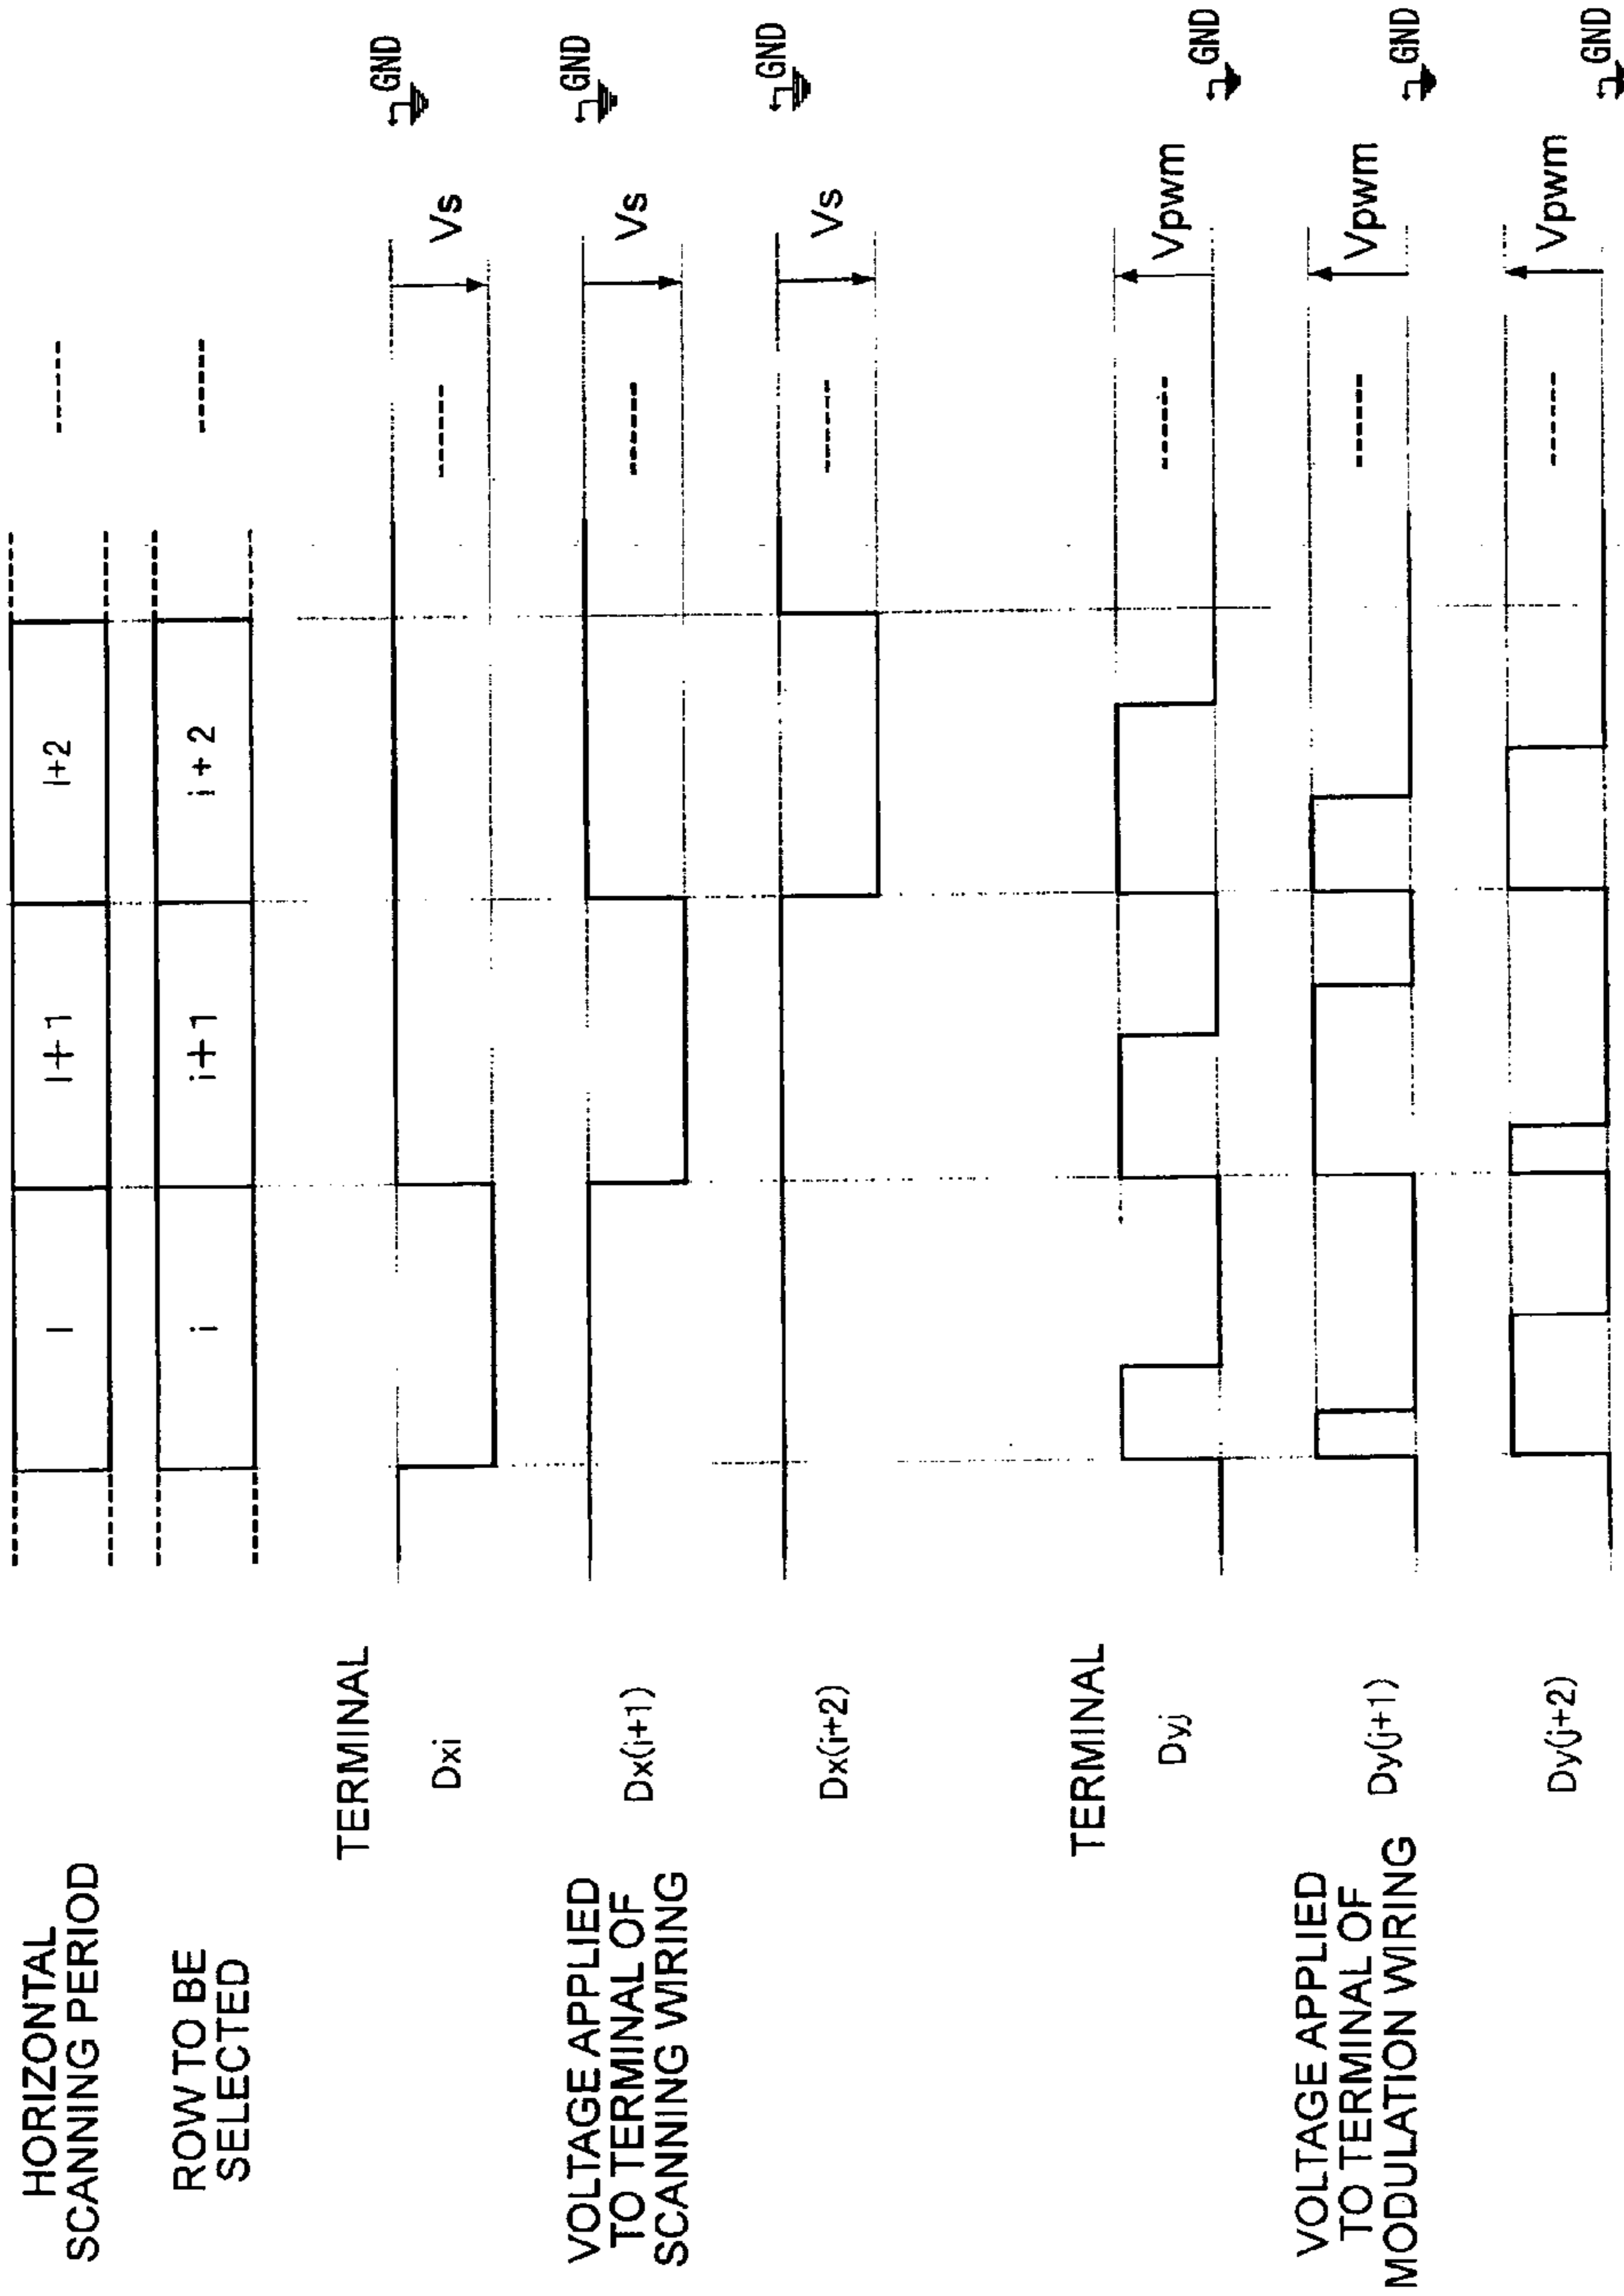 HORIZONTAL
SCANNING PERIOD
I
I+1
I+2
ROW TO BE
SELECTED
i
i+1
i+2
TERMINAL
VOLTAGE APPLIED
TO TERMINAL OF
SCANNING WIRING
Dxi
Vs
GND
Dx(i+1)
Vs
GND
Dx(i+2)
Vs
GND
TERMINAL
VOLTAGE APPLIED
TO TERMINAL OF
MODULATION WIRING
Dyj
Vpwm
GND
Dy(j+1)
Vpwm
GND
Dy(j+2)
Vpwm
GND